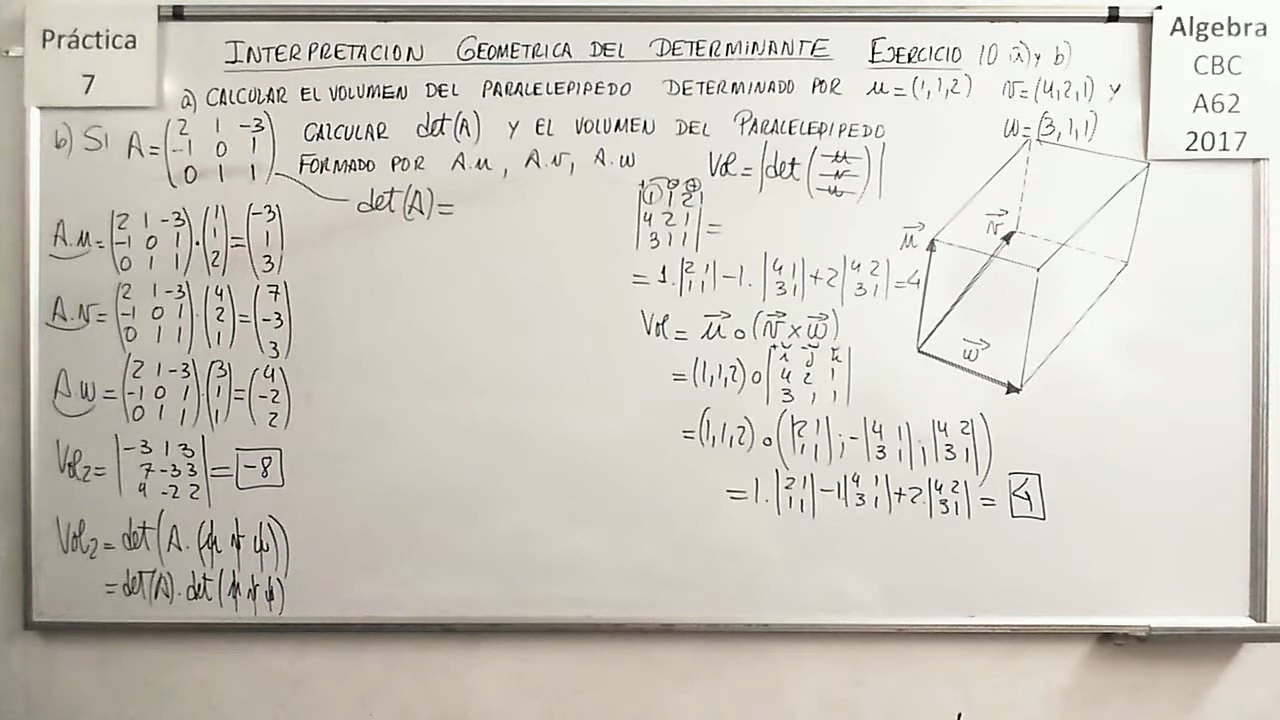 Práctica
7
Algebra
CBC
A62
2017
INTERPRETACION GEOMETRICA DEL DETERMINANTE EJERCICIO 10 a) y b)
a) CALCULAR EL VOLUMEN DEL PARALELEPIPEDO DETERMINADO POR u=(1,1,2) v=(4,2,1) y
w=(3,1,1)
b) SI A= (2 1 -3
-1 0 1
0 1 1)
CALCULAR det(A) Y EL VOLUMEN DEL PARALELEPIPEDO
FORMADO POR A.u, A.v, A.w
det(A)=
A.u = (2 1 -3
-1 0 1
0 1 1) . (1
1
2) = (-3
1
3)
A.v = (2 1 -3
-1 0 1
0 1 1) . (4
2
1) = (7
-3
3)
A.w = (2 1 -3
-1 0 1
0 1 1) . (3
1
1) = (4
-2
2)
Vol2 = |-3 1 3
7 -3 3
4 -2 2| = -8
Vol2 = det(A.(u v w))
= det(A).det(u v w)
Vol = |det(u
v
w)|
+ - +
|1 1 2
4 2 1
3 1 1| =
= 1.|2 1
1 1| -1.|4 1
3 1| +2|4 2
3 1| = 4
Vol = u o (v x w)
= (1,1,2) o |i j k
4 2 1
3 1 1|
= (1,1,2) o (|2 1
1 1| ; -|4 1
3 1| ; |4 2
3 1|)
= 1.|2 1
1 1| -1|4 1
3 1| +2.|4 2
3 1| = 4
u
v
w